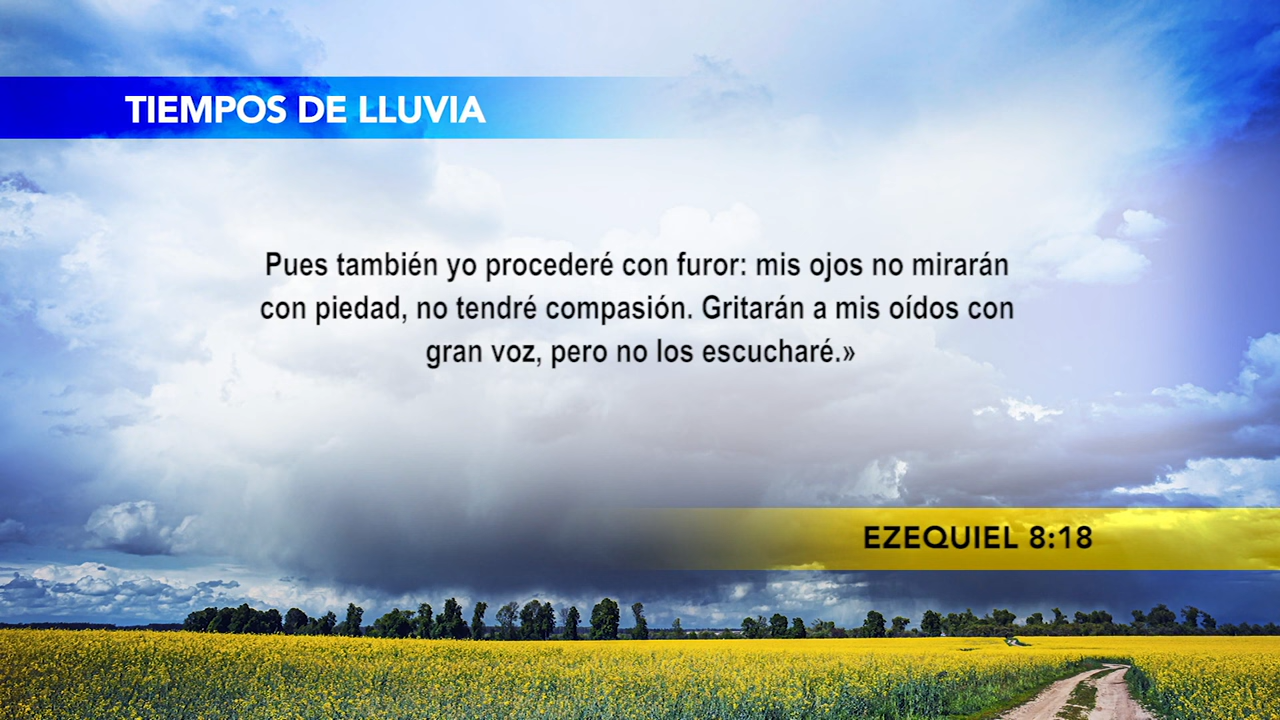 TIEMPOS DE LLUVIA
Pues también yo procederé con furor: mis ojos no mirarán
con piedad, no tendré compasión. Gritarán a mis oídos con
gran voz, pero no los escucharé.»
EZEQUIEL 8:18